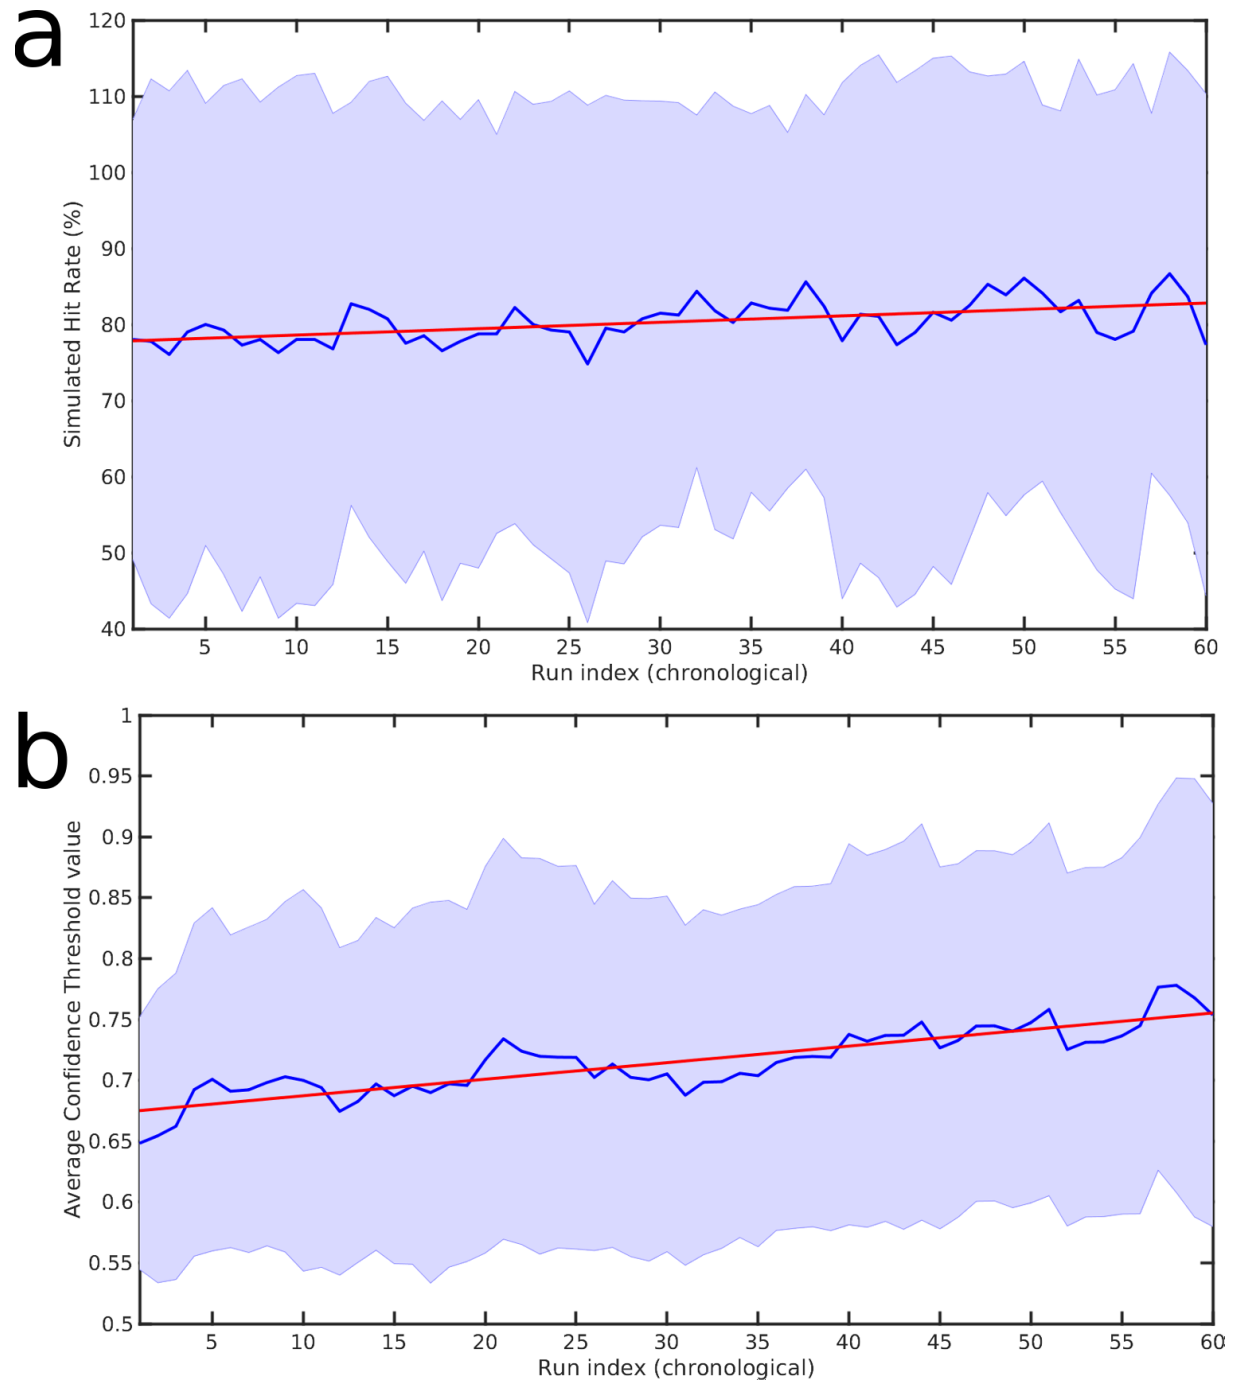 a
120
110
100
90
80
70
60
50
40
Simulated Hit Rate (%)
5 10 15 20 25 30 35 40 45 50 55 60
Run index (chronological)
b
1
0.95
0.9
0.85
0.8
0.75
0.7
0.65
0.6
0.55
0.5
Average Confidence Threshold value
5 10 15 20 25 30 35 40 45 50 55 60
Run index (chronological)